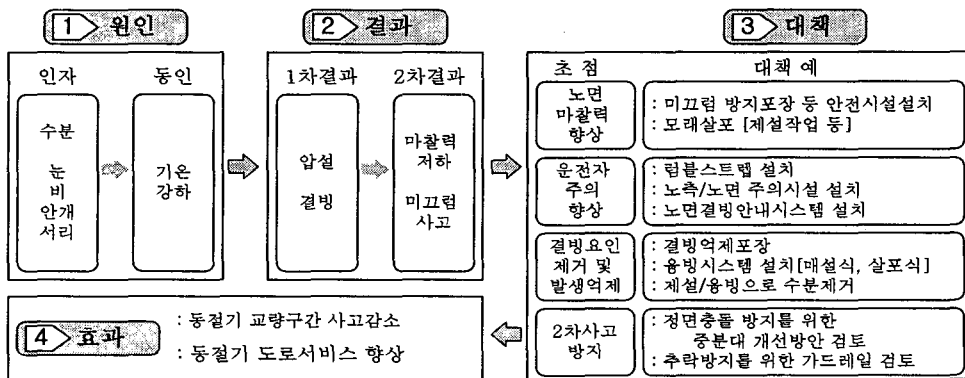 1 원인
인자
동인
수분
눈
비
안개
서리
기온
강하
2 결과
1차결과
2차결과
압설
결빙
마찰력
저하
미끄럼
사고
3 대책
초 점
대책 예
노면
마찰력
향상
: 미끄럼 방지포장 등 안전시설설치
: 모래살포 [제설작업 등]
운전자
주의
향상
: 럼블스트렙 설치
: 노측/노면 주의시설 설치
: 노면결빙안내시스템 설치
결빙요인
제거 및
발생억제
: 결빙억제포장
: 융빙시스템 설치[매설식, 살포식]
: 제설/융빙으로 수분제거
2차사고
방지
: 정면충돌 방지를 위한
중분대 개선방안 검토
: 추락방지를 위한 가드레일 검토
4 효과
: 동절기 교량구간 사고감소
: 동절기 도로서비스 향상